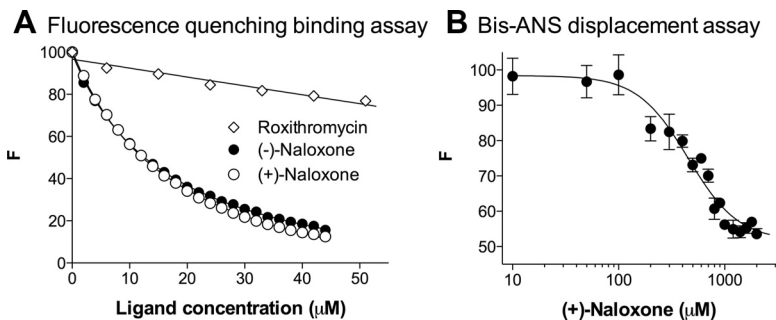 A Fluorescence quenching binding assay
100
80
60
40
20
0
F
Roxithromycin
(-)-Naloxone
(+)-Naloxone
0 10 20 30 40 50
Ligand concentration (μM)
B Bis-ANS displacement assay
100
90
80
70
60
50
F
10 100 1000
(+)-Naloxone (μM)